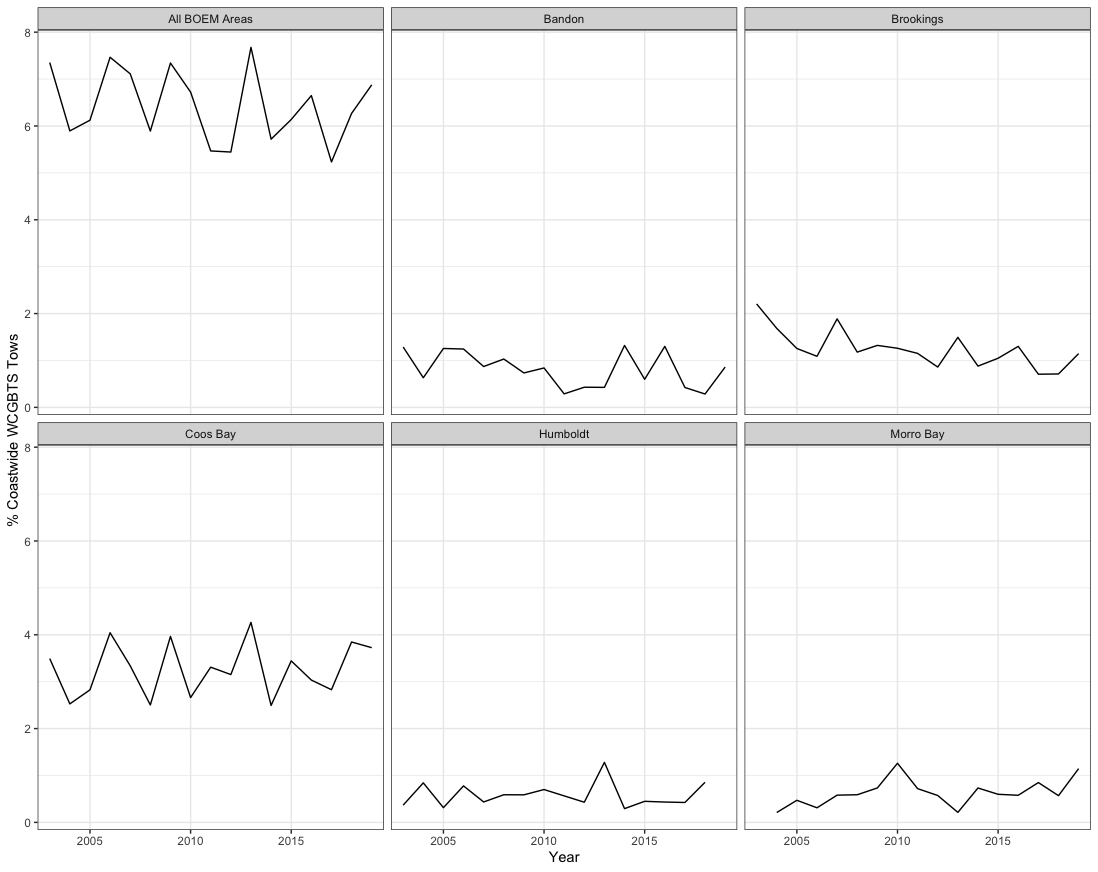 All BOEM Areas
Bandon
Brookings
8
6
4
2
0
% Coastwide WCGBTS Tows
Coos Bay
Humboldt
Morro Bay
8
6
4
2
0
2005
2010
2015
2005
2010
2015
2005
2010
2015
Year